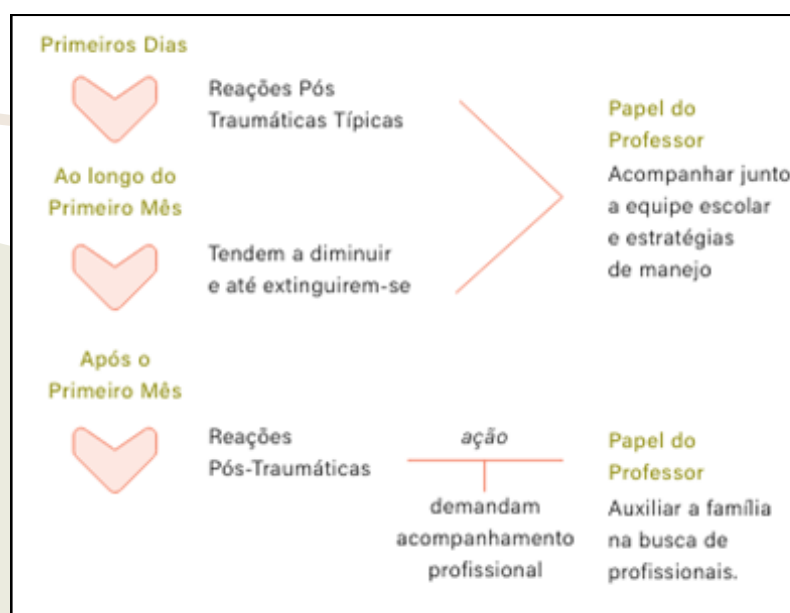 Primeiros Dias
Reações Pós
Traumáticas Típicas
Ao longo do
Primeiro Mês
Tendem a diminuir
e até extinguirem-se
Papel do
Professor
Acompanhar junto
a equipe escolar
e estratégias
de manejo
Após o
Primeiro Mês
Reações
Pós-Traumáticas
ação
demandam
acompanhamento
profissional
Papel do
Professor
Auxiliar a família
na busca de
profissionais.